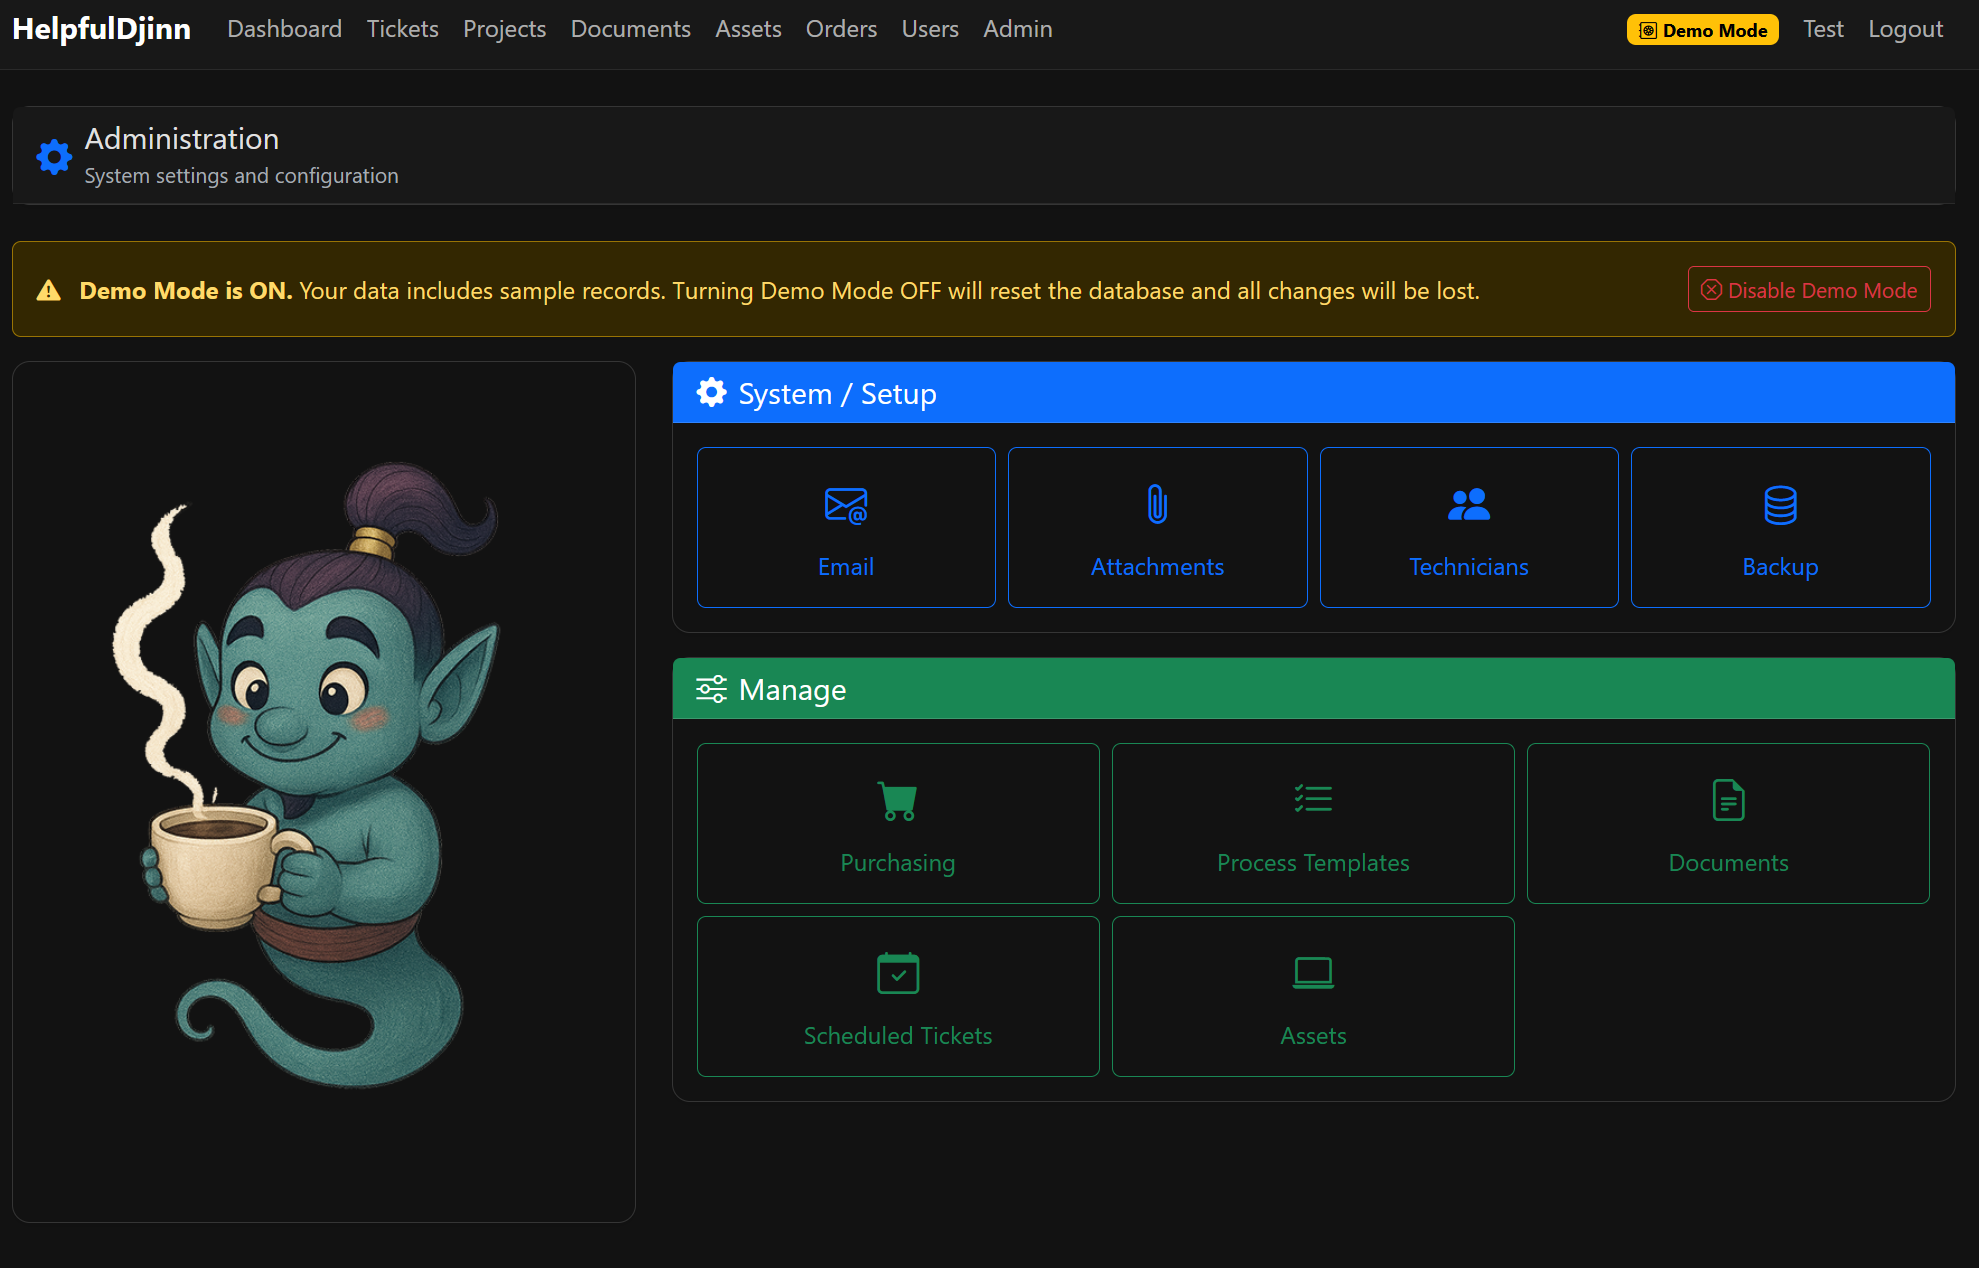 HelpfulDjinn Dashboard Tickets Projects Documents Assets Orders Users Admin Demo Mode Test Logout
Administration
System settings and configuration
Demo Mode is ON. Your data includes sample records. Turning Demo Mode OFF will reset the database and all changes will be lost. Disable Demo Mode
System / Setup
Email Attachments Technicians Backup
Manage
Purchasing Process Templates Documents
Scheduled Tickets Assets